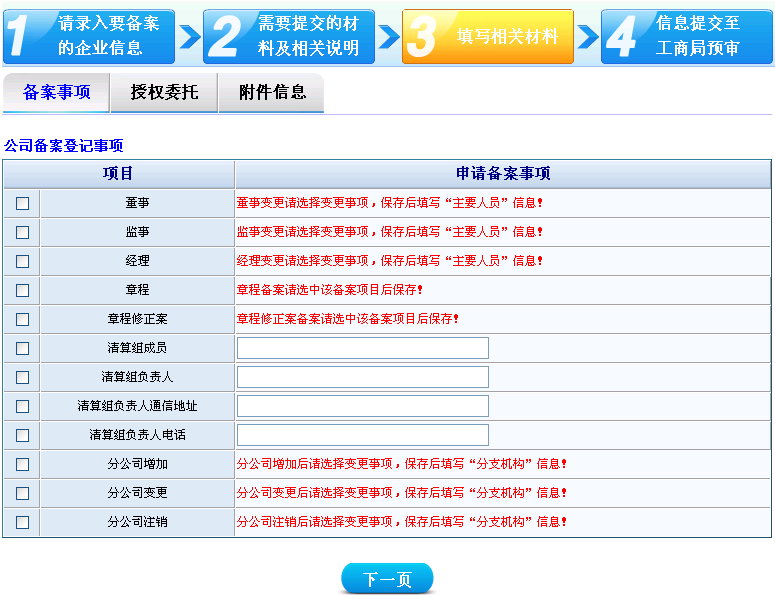 1
请录入要备案
的企业信息
2
需要提交的材
料及相关说明
3
填写相关材料
4
信息提交至
工商局预审
备案事项 授权委托 附件信息
公司备案登记事项
项目 申请备案事项
董事 董事变更请选择变更事项，保存后填写“主要人员”信息！
监事 监事变更请选择变更事项，保存后填写“主要人员”信息！
经理 经理变更请选择变更事项，保存后填写“主要人员”信息！
章程 章程备案请选中该备案项目后保存！
章程修正案 章程修正案备案请选中该备案项目后保存！
清算组成员
清算组负责人
清算组负责人通信地址
清算组负责人电话
分公司增加 分公司增加后请选择变更事项，保存后填写“分支机构”信息！
分公司变更 分公司变更后请选择变更事项，保存后填写“分支机构”信息！
分公司注销 分公司注销后请选择变更事项，保存后填写“分支机构”信息！
下一页